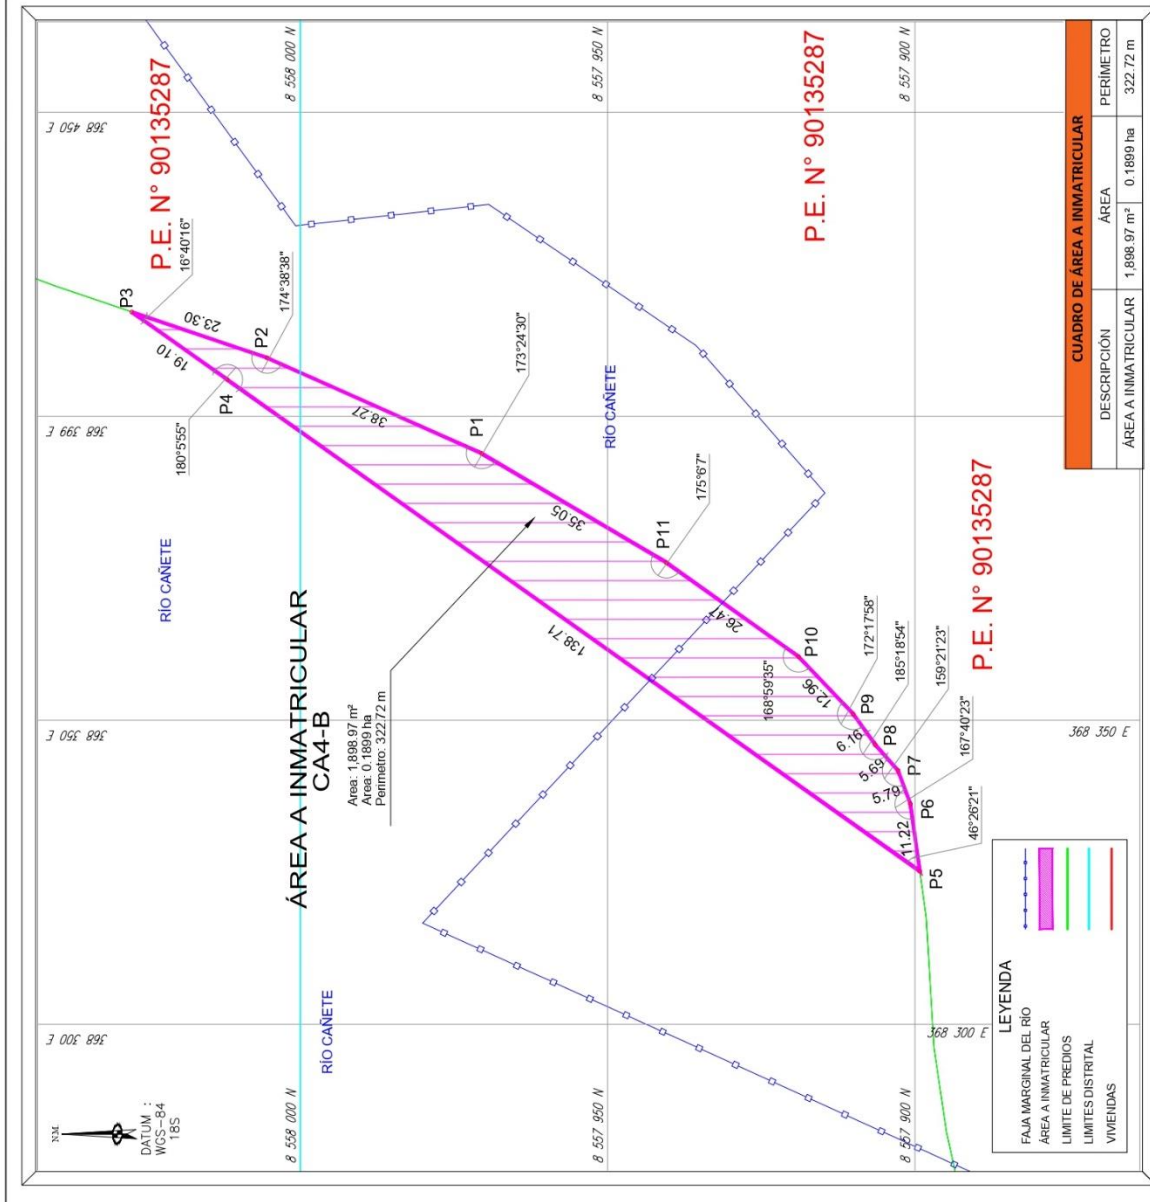 N.M.
DATUM :
WGS-84
18S
368 300 E
368 350 E
368 399 E
368 450 E
8 558 000 N
8 558 000 N
8 557 950 N
8 557 950 N
8 557 900 N
8 557 900 N
368 300 E
368 350 E
RÍO CAÑETE
RÍO CAÑETE
RÍO CAÑETE
P.E. N° 90135287
P.E. N° 90135287
P.E. N° 90135287
ÁREA A INMATRICULAR
CA4-B
Area: 1,898.97 m²
Area: 0.1899 ha
Perimetro: 322.72 m
P3
16°40'16"
23.30
19.10
P2
174°38'38"
P4
180°5'55"
38.27
P1
173°24'30"
35.05
P11
175°6'7"
138.71
26.47
P10
168°59'35"
12.96
P9
172°17'58"
6.16
P8
185°18'54"
5.69
P7
159°21'23"
5.79
P6
167°40'23"
11.22
P5
46°26'21"
LEYENDA
FAJA MARGINAL DEL RÍO
ÁREA A INMATRICULAR
LIMITE DE PREDIOS
LIMITES DISTRITAL
VIVIENDAS
CUADRO DE ÁREA A INMATRICULAR
DESCRIPCIÓN ÁREA PERÍMETRO
ÁREA A INMATRICULAR 1,898.97 m² 0.1899 ha 322.72 m